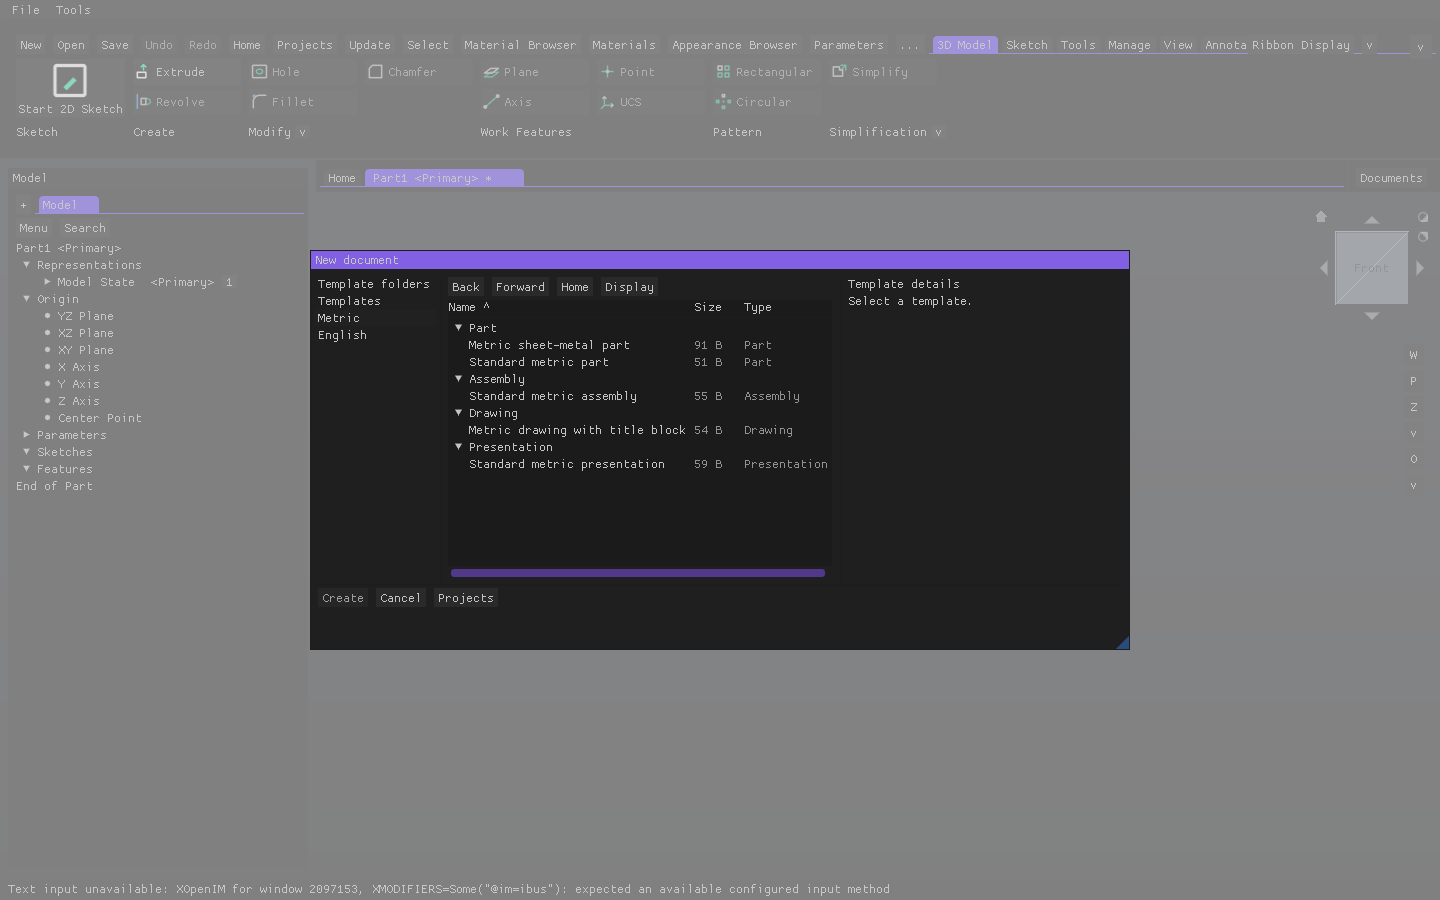 File Tools
New Open Save Undo Redo Home Projects Update Select Material Browser Materials Appearance Browser Parameters ... 3D Model Sketch Tools Manage View Annota Ribbon Display v v
Extrude Hole Chamfer Plane Point Rectangular Simplify
Start 2D Sketch Revolve Fillet Axis UCS Circular
Sketch Create Modify v Work Features Pattern Simplification v
Model
Home Part1 <Primary> * Documents
+ Model
Menu Search
Part1 <Primary>
Representations
Model State <Primary> 1
Origin
YZ Plane
XZ Plane
XY Plane
X Axis
Y Axis
Z Axis
Center Point
Parameters
Sketches
Features
End of Part
New document
Template folders
Templates
Metric
English
Back Forward Home Display
Name ^ Size Type
Part
Metric sheet-metal part 91 B Part
Standard metric part 51 B Part
Assembly
Standard metric assembly 55 B Assembly
Drawing
Metric drawing with title block 54 B Drawing
Presentation
Standard metric presentation 59 B Presentation
Template details
Select a template.
Create Cancel Projects
Front
W
P
Z
v
O
v
Text input unavailable: XOpenIM for window 2097153, XMODIFIERS=Some("@im=ibus"): expected an available configured input method